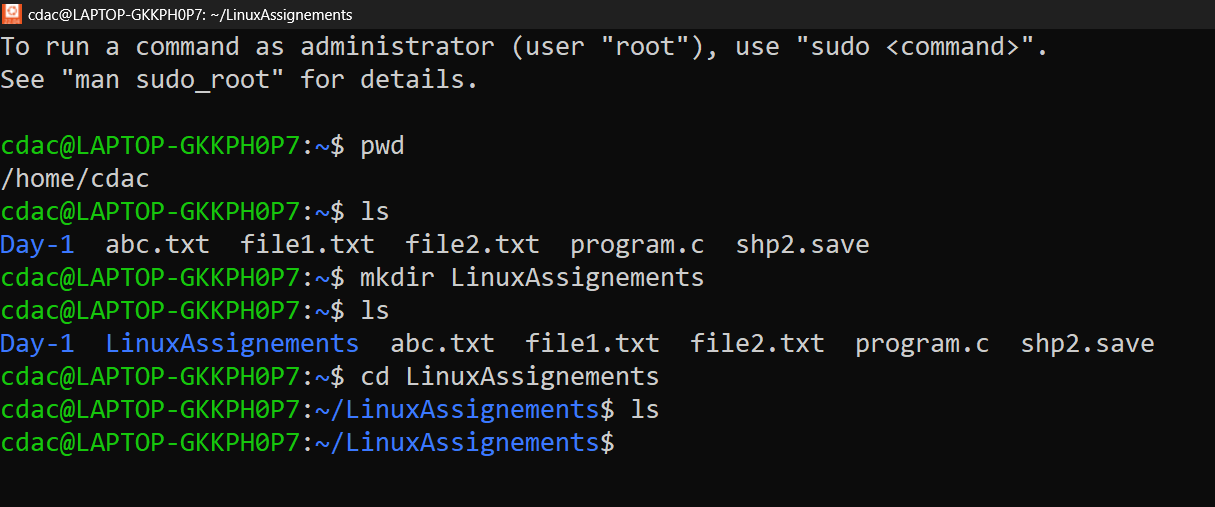 cdac@LAPTOP-GKKPH0P7: ~/LinuxAssignements
To run a command as administrator (user "root"), use "sudo <command>".
See "man sudo_root" for details.
cdac@LAPTOP-GKKPH0P7:~$ pwd
/home/cdac
cdac@LAPTOP-GKKPH0P7:~$ ls
Day-1  abc.txt  file1.txt  file2.txt  program.c  shp2.save
cdac@LAPTOP-GKKPH0P7:~$ mkdir LinuxAssignements
cdac@LAPTOP-GKKPH0P7:~$ ls
Day-1  LinuxAssignements  abc.txt  file1.txt  file2.txt  program.c  shp2.save
cdac@LAPTOP-GKKPH0P7:~$ cd LinuxAssignements
cdac@LAPTOP-GKKPH0P7:~/LinuxAssignements$ ls
cdac@LAPTOP-GKKPH0P7:~/LinuxAssignements$